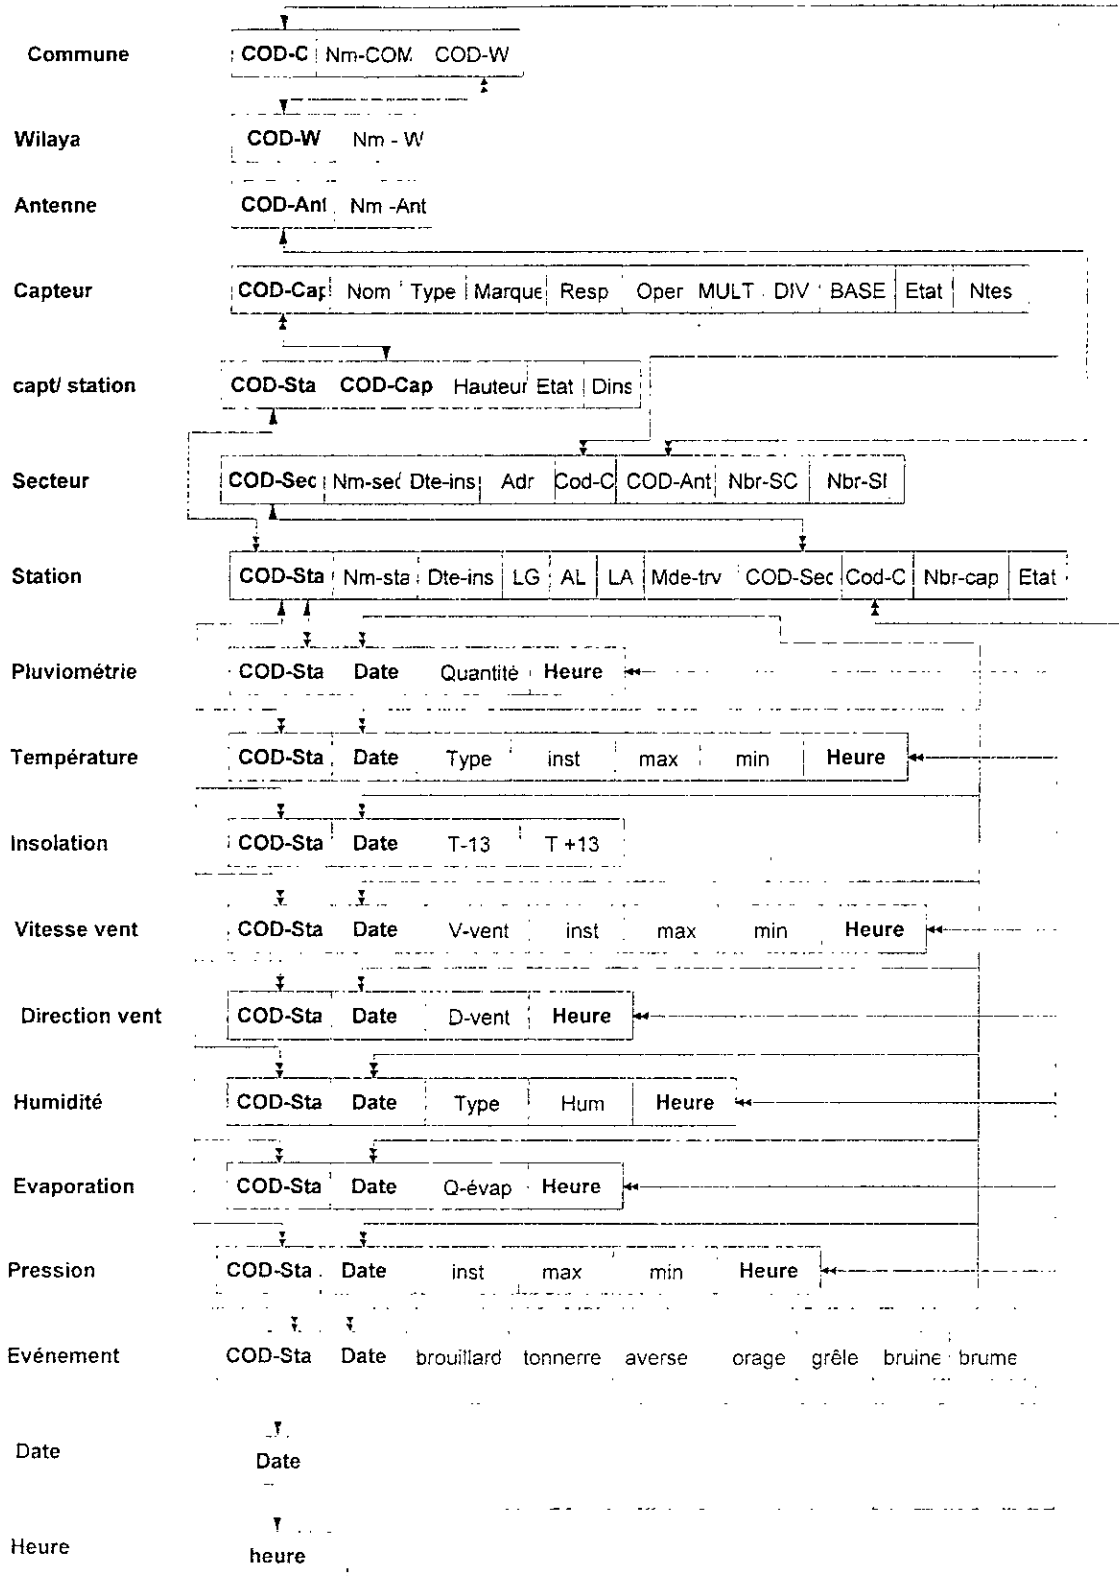 Commune COD-C Nm-COM COD-W
Wilaya COD-W Nm - W
Antenne COD-Ant Nm -Ant
Capteur COD-Cap Nom Type Marque Resp Oper MULT DIV BASE Etat Ntes
capt/ station COD-Sta COD-Cap Hauteur Etat Dins
Secteur COD-Sec Nm-sec Dte-ins Adr Cod-C COD-Ant Nbr-SC Nbr-SI
Station COD-Sta Nm-sta Dte-ins LG AL LA Mde-trv COD-Sec Cod-C Nbr-cap Etat
Pluviométrie COD-Sta Date Quantité Heure
Température COD-Sta Date Type inst max min Heure
Insolation COD-Sta Date T-13 T +13
Vitesse vent COD-Sta Date V-vent inst max min Heure
Direction vent COD-Sta Date D-vent Heure
Humidité COD-Sta Date Type Hum Heure
Evaporation COD-Sta Date Q-évap Heure
Pression COD-Sta Date inst max min Heure
Evénement COD-Sta Date brouillard tonnerre averse orage grêle bruine brume
Date Date
Heure heure